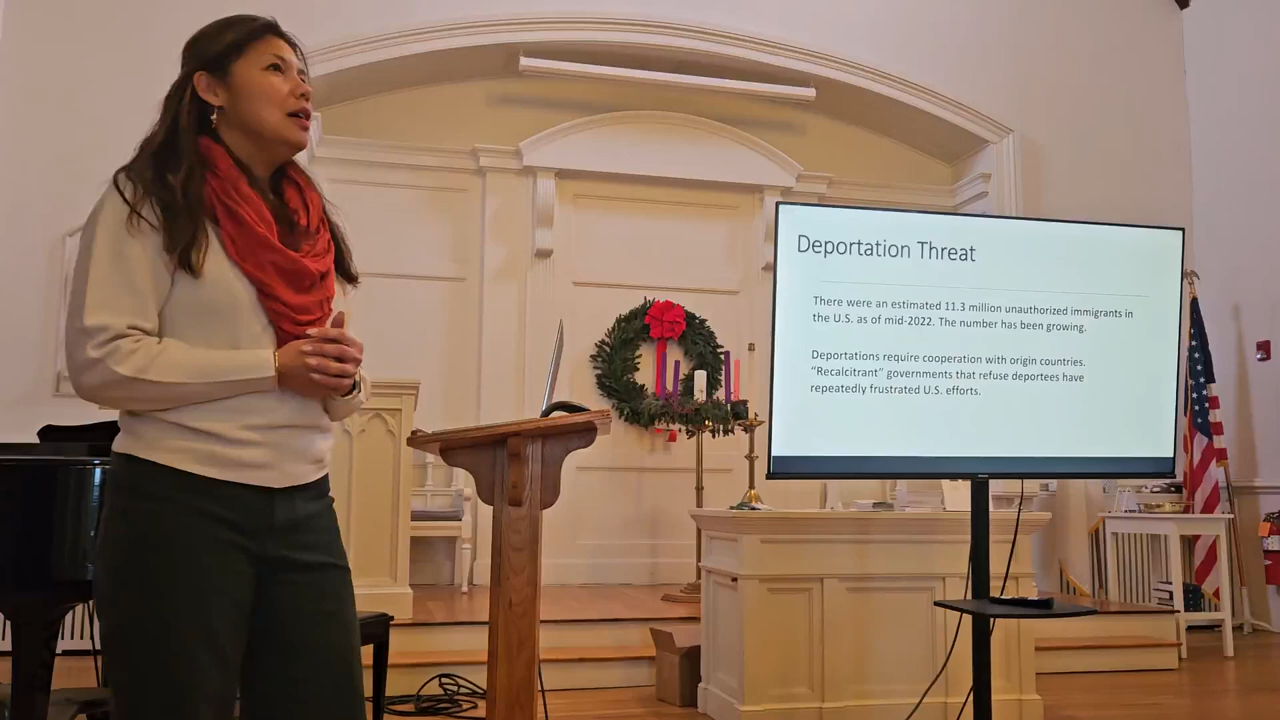 Deportation Threat
There were an estimated 11.3 million unauthorized immigrants in
the U.S. as of mid-2022. The number has been growing.
Deportations require cooperation with origin countries.
“Recalcitrant” governments that refuse deportees have
repeatedly frustrated U.S. efforts.